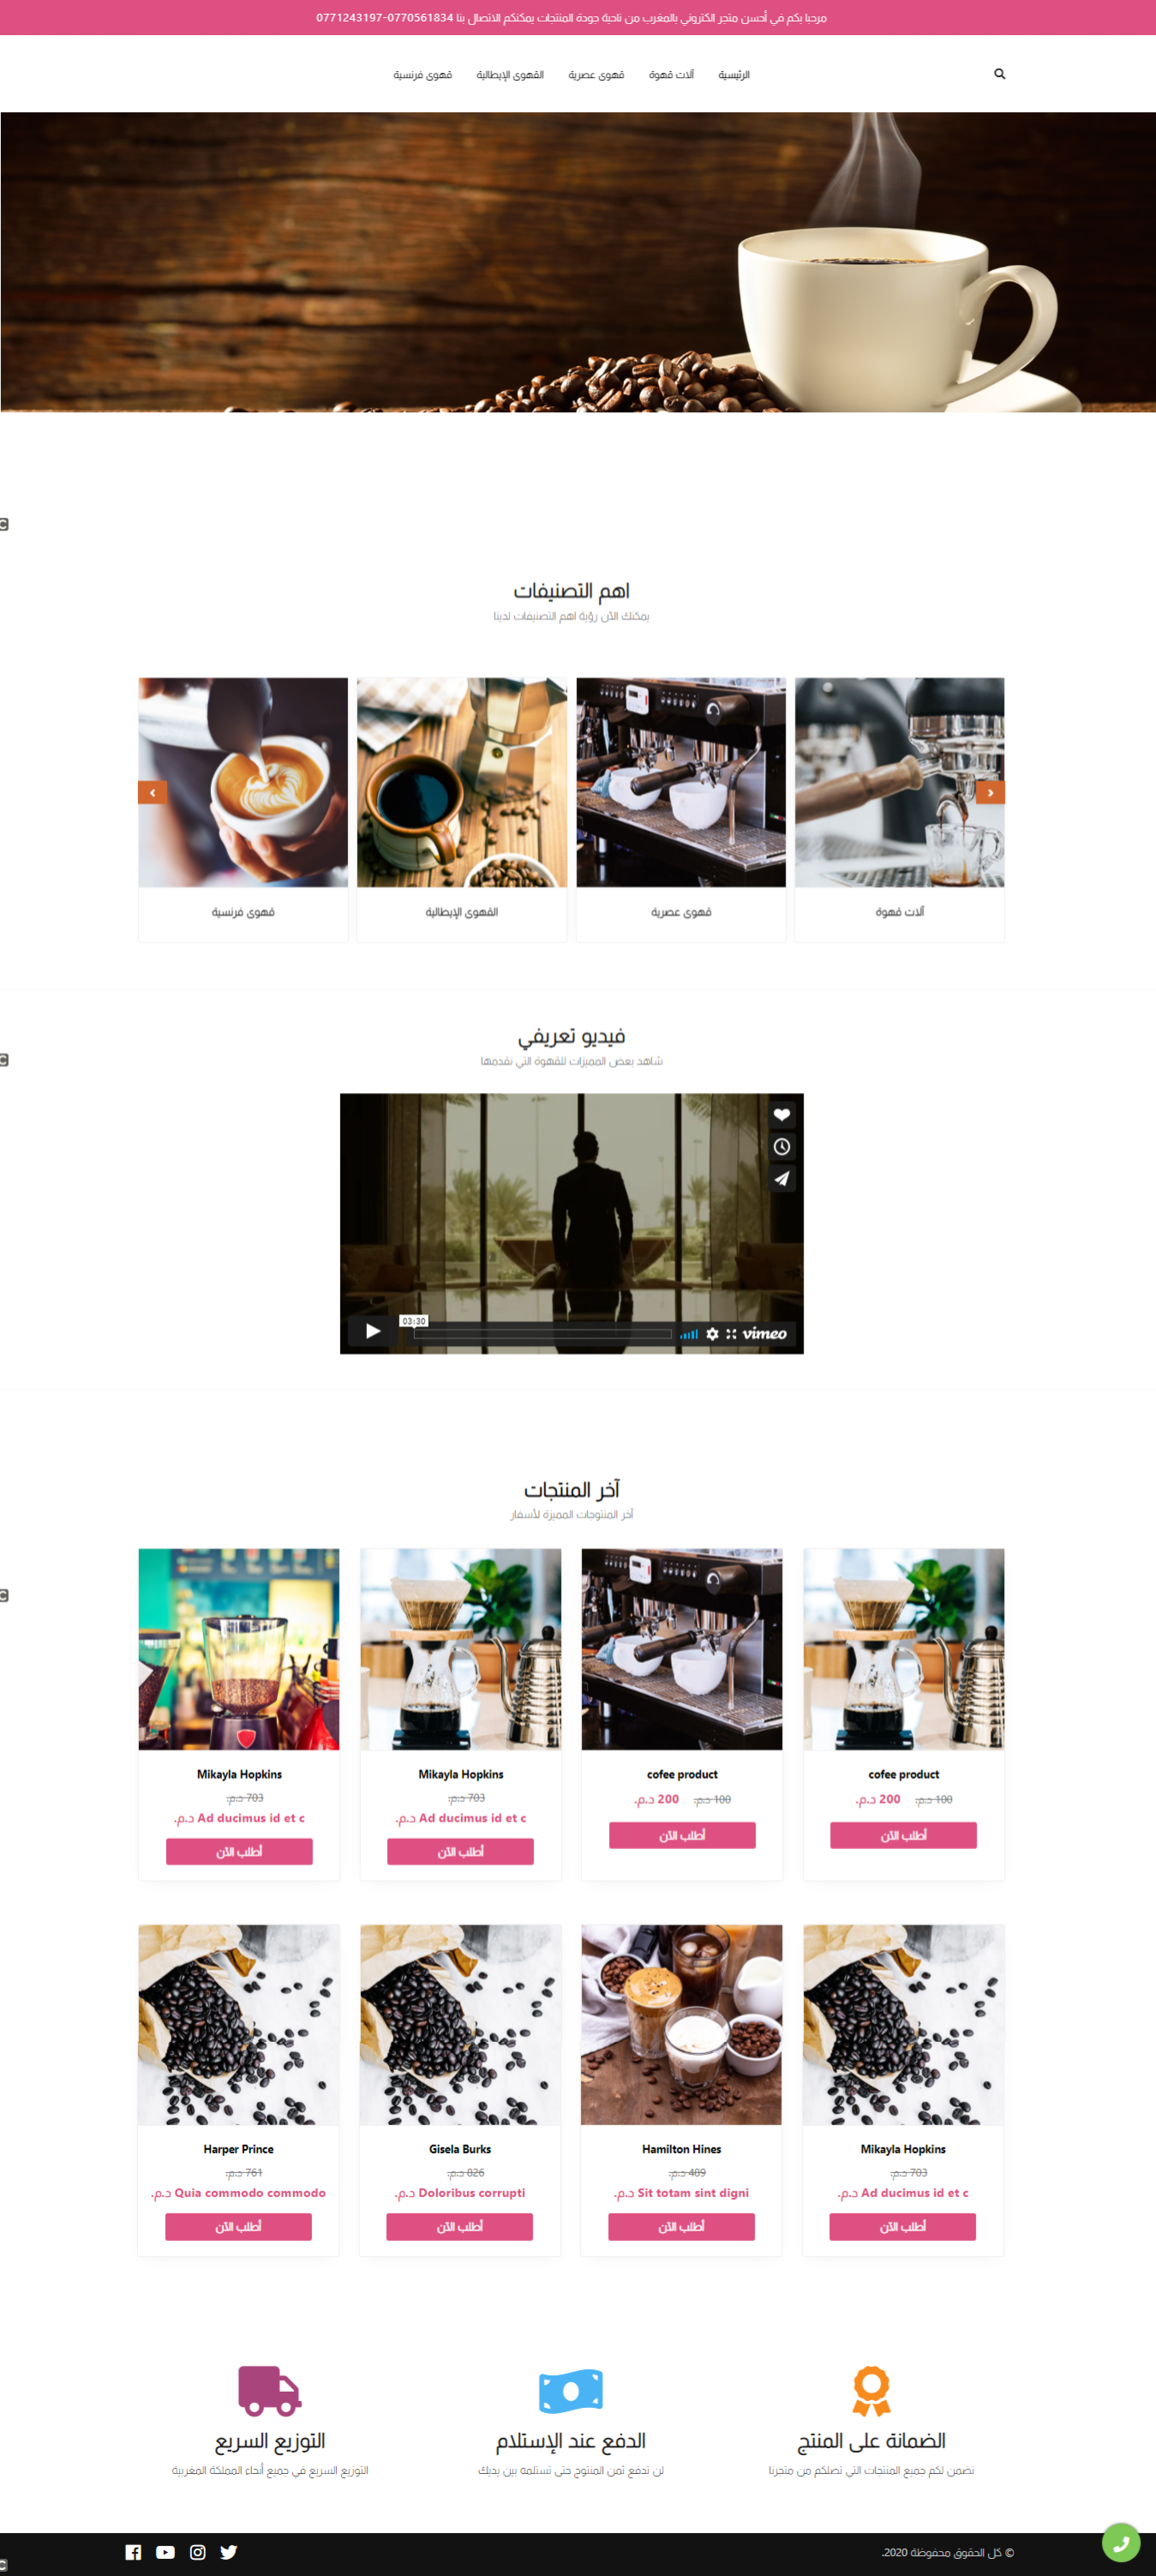 مرحبا بكم في أحسن متجر الكتروني بالمغرب من ناحية جودة المنتجات يمكنكم الاتصال بنا 0770561834-0771243197
الرئيسية
آلات قهوة
قهوى عصرية
القهوى الإيطالية
قهوى فرنسية
اهم التصنيفات
يمكنك الآن رؤية اهم التصنيفات لدينا
آلات قهوة
قهوى عصرية
القهوى الإيطالية
قهوى فرنسية
فيديو تعريفي
شاهد بعض المميزات للقهوة التي نقدمها
03:30
vimeo
آخر المنتجات
آخر المنتوجات المميزة لأسفار
cofee product
100 د.م. 200 د.م.
أطلب الآن
cofee product
100 د.م. 200 د.م.
أطلب الآن
Mikayla Hopkins
703 د.م.
Ad ducimus id et c د.م.
أطلب الآن
Mikayla Hopkins
703 د.م.
Ad ducimus id et c د.م.
أطلب الآن
Mikayla Hopkins
703 د.م.
Ad ducimus id et c د.م.
أطلب الآن
Hamilton Hines
489 د.م.
Sit totam sint digni د.م.
أطلب الآن
Gisela Burks
826 د.م.
Doloribus corrupti د.م.
أطلب الآن
Harper Prince
761 د.م.
Quia commodo commodo د.م.
أطلب الآن
الضمانة على المنتج
نضمن لكم جميع المنتجات التي تصلكم من متجرنا
الدفع عند الإستلام
لن تدفع ثمن المنتوج حتى تستلمه بين يديك
التوزيع السريع
التوزيع السريع في جميع أنحاء المملكة المغربية
© كل الحقوق محفوظة 2020.